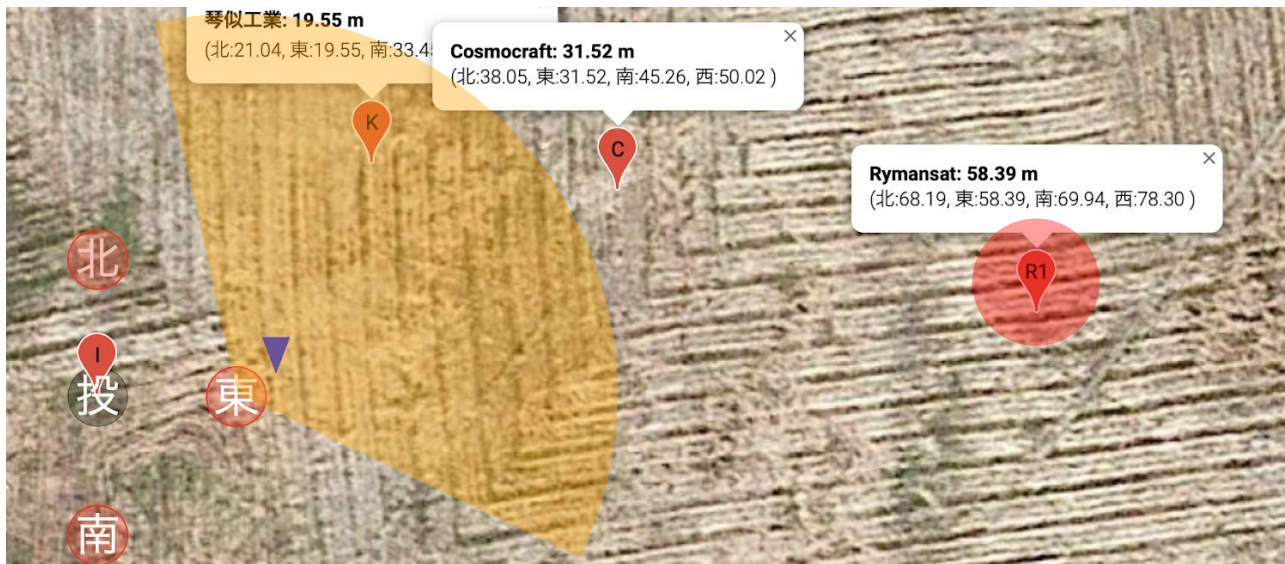 琴似工業: 19.55 m
(北:21.04, 東:19.55, 南:33.45
Cosmocraft: 31.52 m
(北:38.05, 東:31.52, 南:45.26, 西:50.02 )
K
C
Rymansat: 58.39 m
(北:68.19, 東:58.39, 南:69.94, 西:78.30 )
R1
北
I
投
東
南